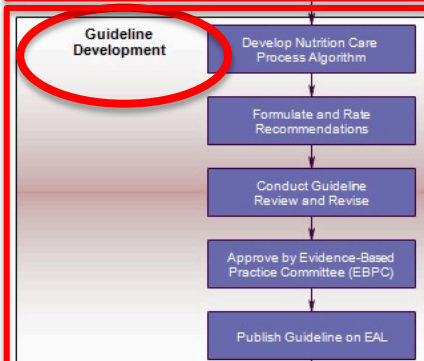 Guideline
Development
Develop Nutrition Care
Process Algorithm
Formulate and Rate
Recommendations
Conduct Guideline
Review and Revise
Approve by Evidence-Based
Practice Committee (EBPC)
Publish Guideline on EAL